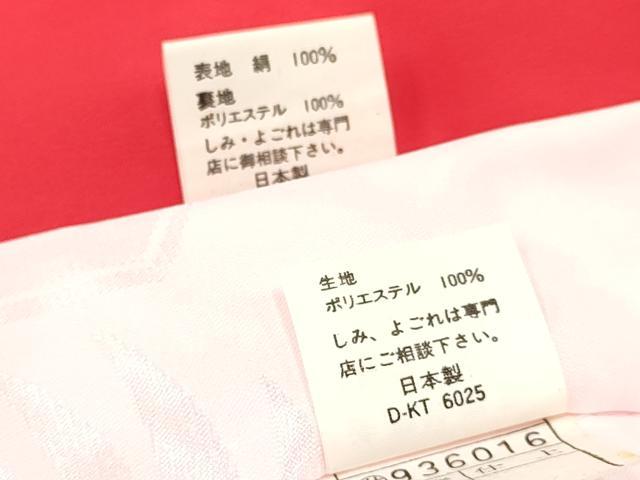 表地 絹 100%
裏地
ポリエステル 100%
しみ・よごれは専門
店に御相談下さい。
日本製
生地
ポリエステル 100%
しみ、よごれは専門
店にご相談下さい。
日本製
D-KT 6025
936016
仕上